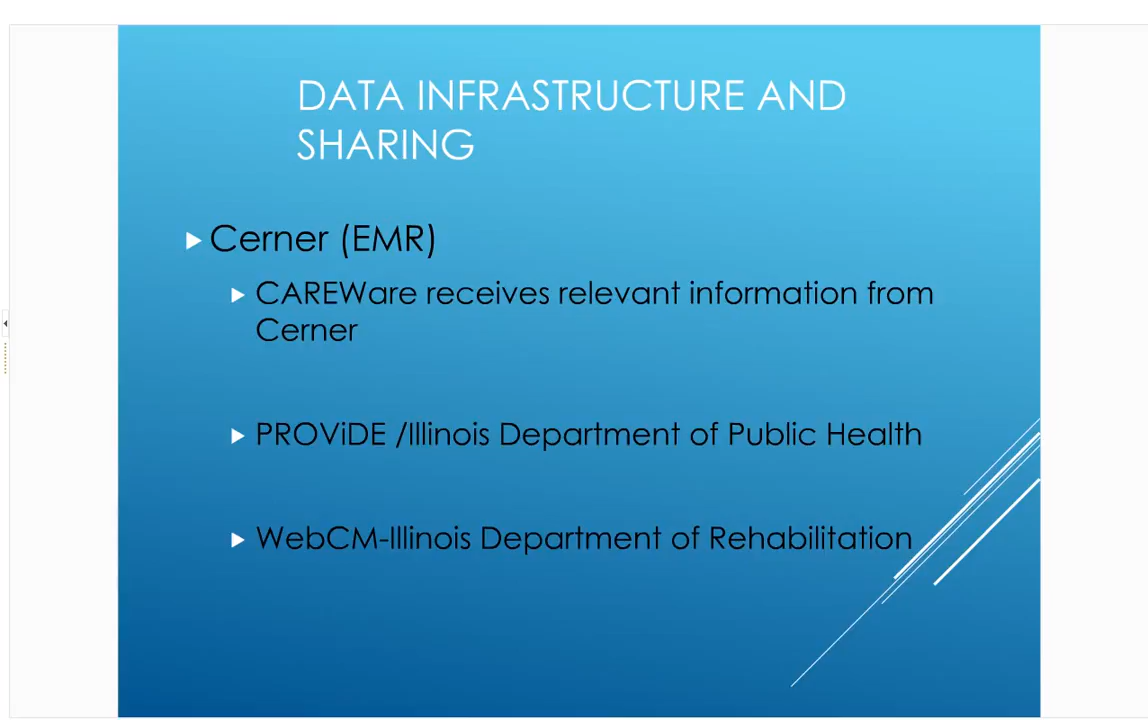 DATA INFRASTRUCTURE AND
SHARING
Cerner (EMR)
CAREWare receives relevant information from
Cerner
PROViDE /Illinois Department of Public Health
WebCM-Illinois Department of Rehabilitation